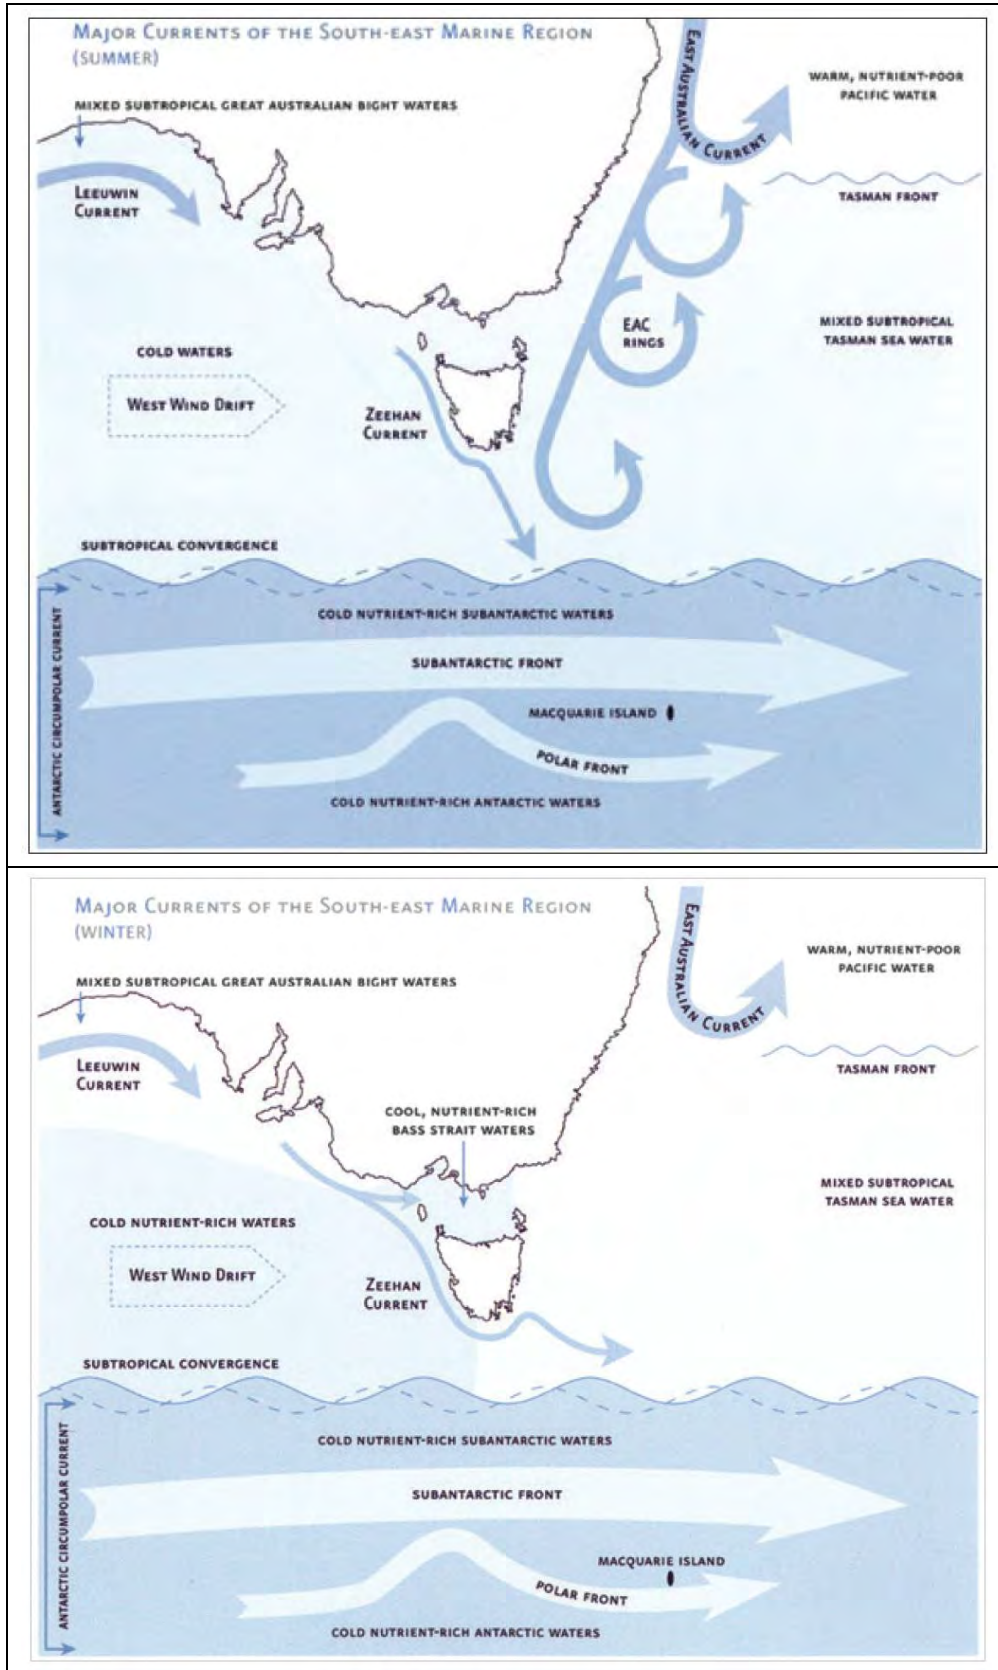 MAJOR CURRENTS OF THE SOUTH-EAST MARINE REGION
(SUMMER)
MIXED SUBTROPICAL GREAT AUSTRALIAN BIGHT WATERS
LEEUWIN
CURRENT
EAST AUSTRALIAN CURRENT
WARM, NUTRIENT-POOR
PACIFIC WATER
TASMAN FRONT
EAC
RINGS
MIXED SUBTROPICAL
TASMAN SEA WATER
COLD WATERS
WEST WIND DRIFT
ZEEHAN
CURRENT
SUBTROPICAL CONVERGENCE
ANTARCTIC CIRCUMPOLAR CURRENT
COLD NUTRIENT-RICH SUBANTARCTIC WATERS
SUBANTARCTIC FRONT
MACQUARIE ISLAND
POLAR FRONT
COLD NUTRIENT-RICH ANTARCTIC WATERS
MAJOR CURRENTS OF THE SOUTH-EAST MARINE REGION
(WINTER)
MIXED SUBTROPICAL GREAT AUSTRALIAN BIGHT WATERS
LEEUWIN
CURRENT
EAST AUSTRALIAN CURRENT
WARM, NUTRIENT-POOR
PACIFIC WATER
TASMAN FRONT
COOL, NUTRIENT-RICH
BASS STRAIT WATERS
MIXED SUBTROPICAL
TASMAN SEA WATER
COLD NUTRIENT-RICH WATERS
WEST WIND DRIFT
ZEEHAN
CURRENT
SUBTROPICAL CONVERGENCE
ANTARCTIC CIRCUMPOLAR CURRENT
COLD NUTRIENT-RICH SUBANTARCTIC WATERS
SUBANTARCTIC FRONT
MACQUARIE ISLAND
POLAR FRONT
COLD NUTRIENT-RICH ANTARCTIC WATERS